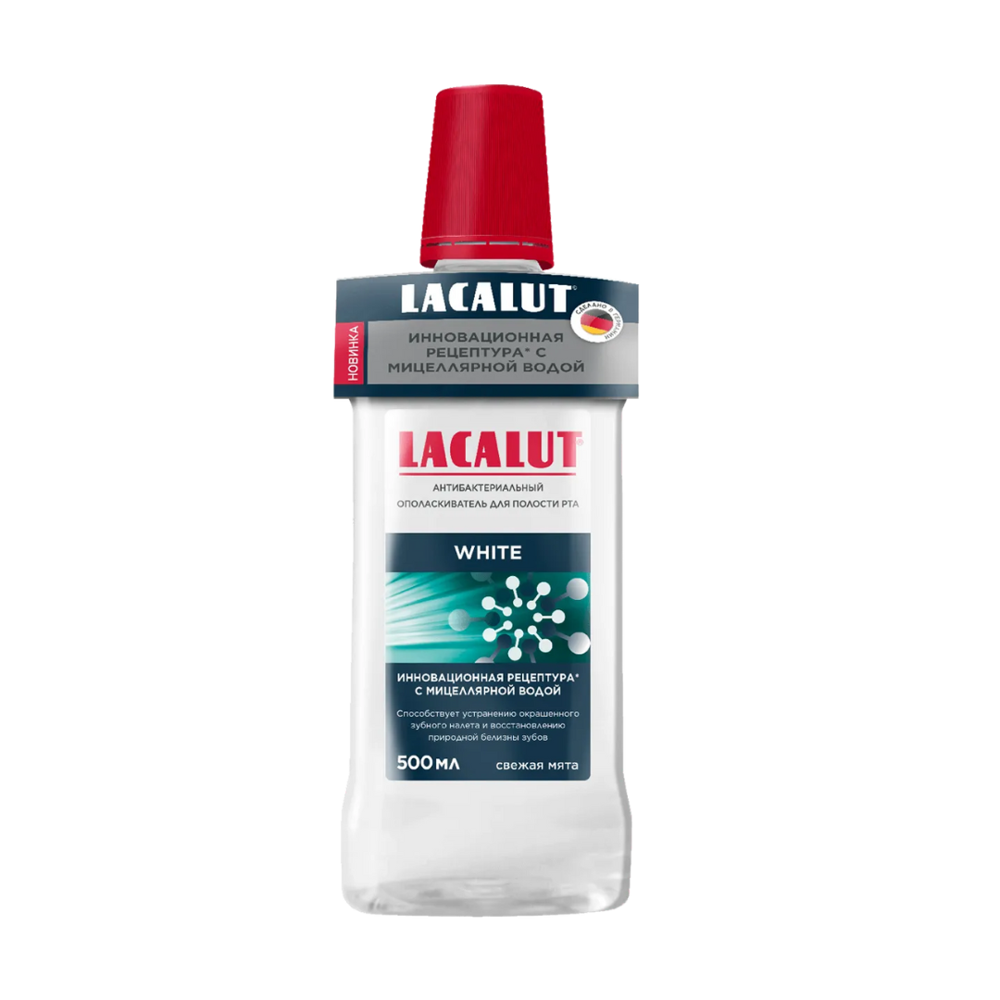 LACALUT®
СДЕЛАНО В ГЕРМАНИИ
НОВИНКА
ИННОВАЦИОННАЯ
РЕЦЕПТУРА* С
МИЦЕЛЛЯРНОЙ ВОДОЙ
LACALUT®
АНТИБАКТЕРИАЛЬНЫЙ
ОПОЛАСКИВАТЕЛЬ ДЛЯ ПОЛОСТИ РТА
WHITE
ИННОВАЦИОННАЯ РЕЦЕПТУРА*
С МИЦЕЛЛЯРНОЙ ВОДОЙ
Способствует устранению окрашенного
зубного налета и восстановлению
природной белизны зубов
500 МЛ
свежая мята